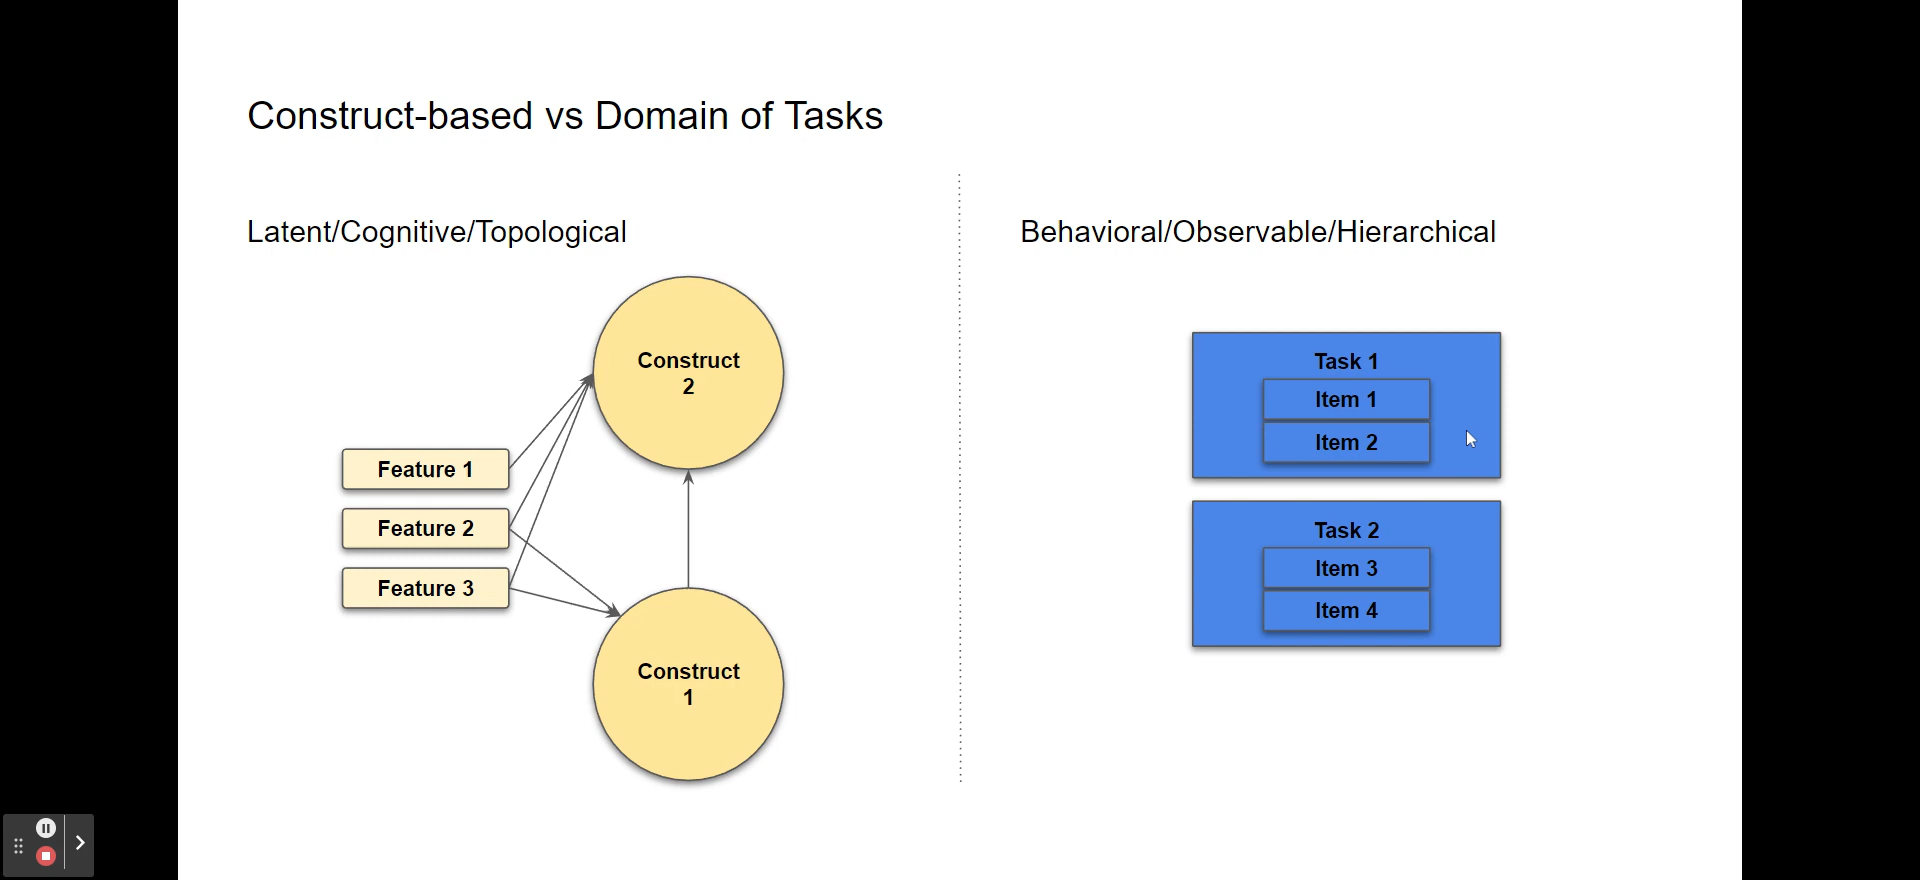 Construct-based vs Domain of Tasks
Latent/Cognitive/Topological
Construct
2
Feature 1
Feature 2
Feature 3
Construct
1
Behavioral/Observable/Hierarchical
Task 1
Item 1
Item 2
Task 2
Item 3
Item 4